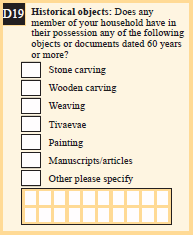 D19 Historical objects: Does any
member of your household have in
their possession any of the following
objects or documents dated 60 years
or more?
Stone carving
Wooden carving
Weaving
Tivaevae
Painting
Manuscripts/articles
Other please specify